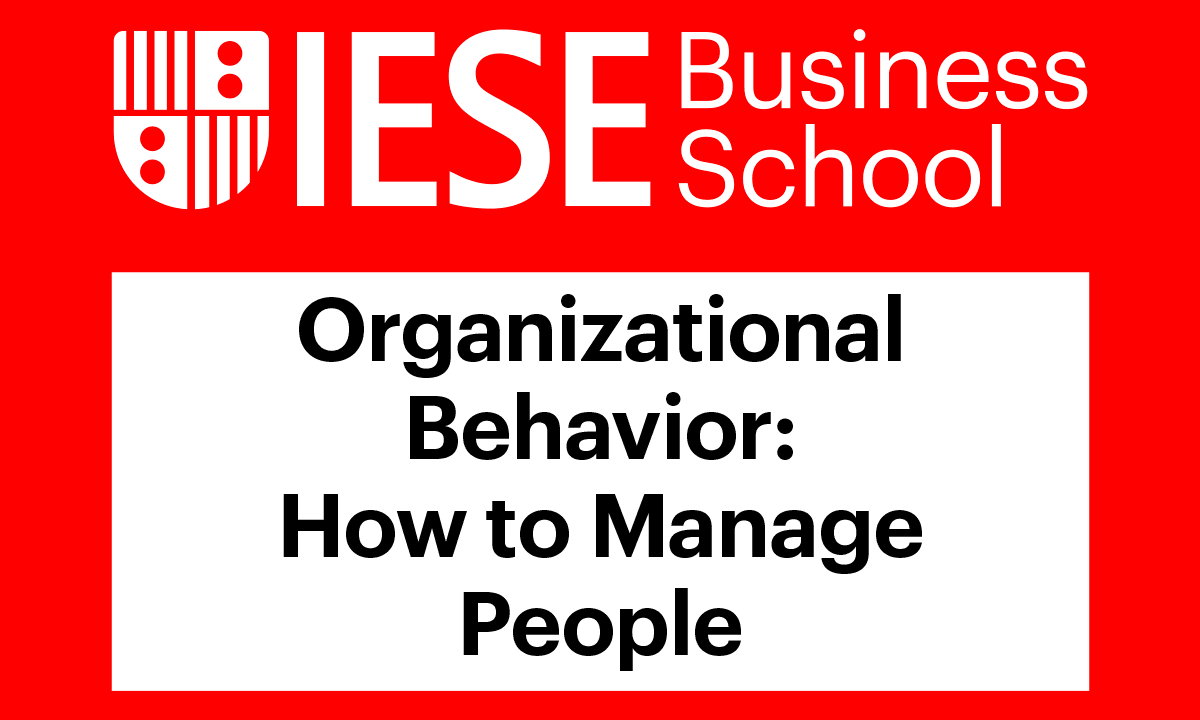 IESE Business
School
Organizational
Behavior:
How to Manage
People